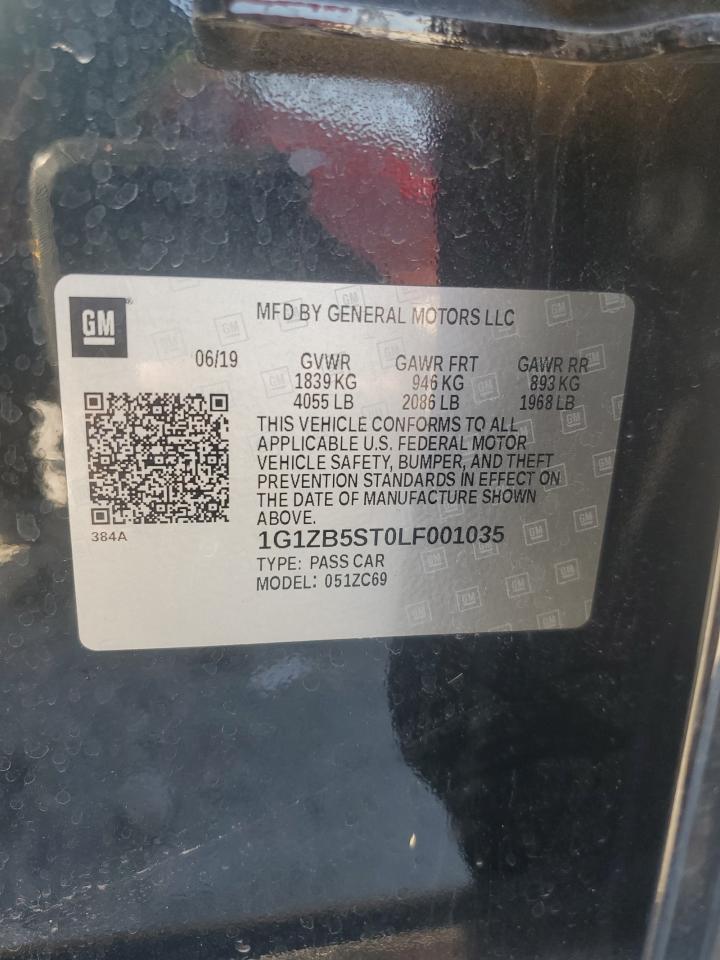 GM
MFD BY GENERAL MOTORS LLC
06/19 GVWR GAWR FRT GAWR RR
1839 KG 946 KG 893 KG
4055 LB 2086 LB 1968 LB
THIS VEHICLE CONFORMS TO ALL
APPLICABLE U.S. FEDERAL MOTOR
VEHICLE SAFETY, BUMPER, AND THEFT
PREVENTION STANDARDS IN EFFECT ON
THE DATE OF MANUFACTURE SHOWN
ABOVE.
384A
1G1ZB5ST0LF001035
TYPE: PASS CAR
MODEL: 051ZC69